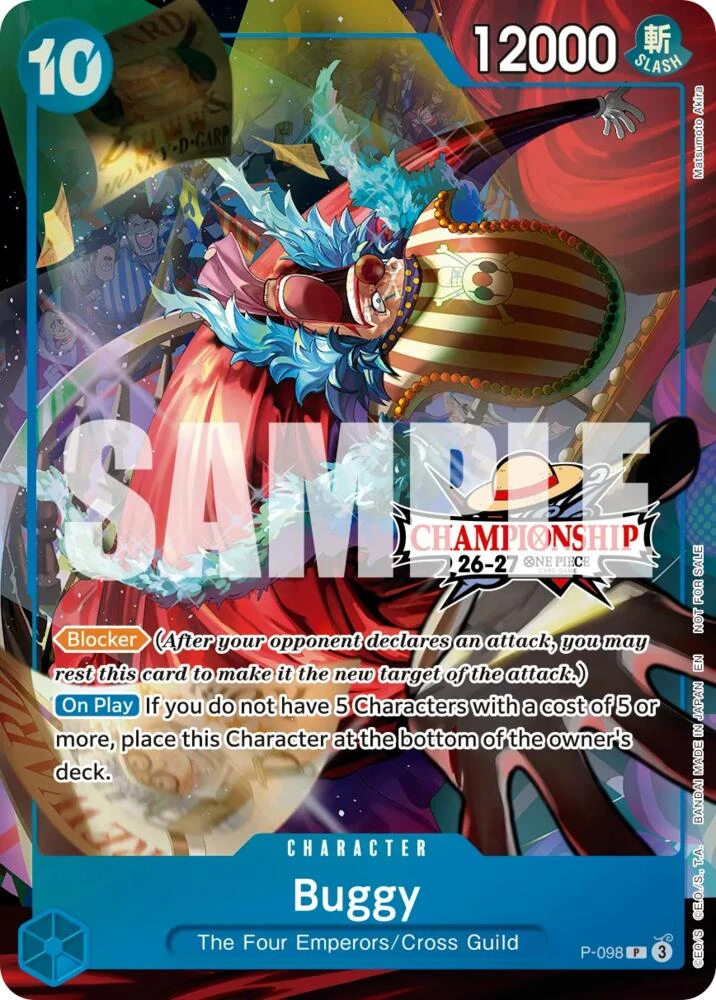 10
12000
斬
SLASH
Matsumoto Akira
SAMPLE
CHAMPIONSHIP
26-27 ONE PIECE
CARD GAME
Blocker (After your opponent declares an attack, you may
rest this card to make it the new target of the attack.)
On Play If you do not have 5 Characters with a cost of 5 or
more, place this Character at the bottom of the owner's
deck.
CHARACTER
Buggy
The Four Emperors/Cross Guild
P-098 P 3
©EO/S ©E.O./S., T.A. BANDAI MADE IN JAPAN EN NOT FOR SALE